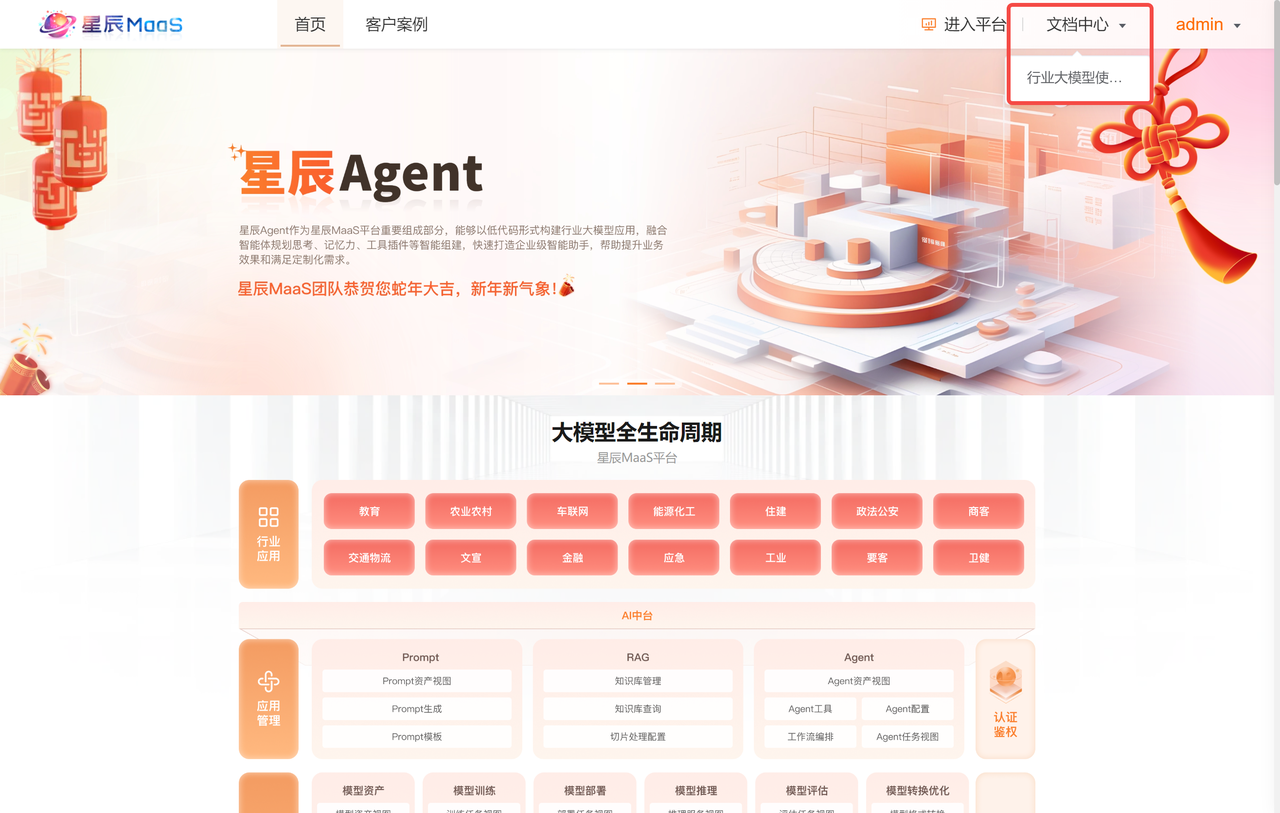 星辰MaaS
首页
客户案例
进入平台
文档中心
admin
行业大模型使...
星辰Agent
星辰Agent作为星辰MaaS平台重要组成部分，能够以低代码形式构建行业大模型应用，融合
智能体规划思考、记忆力、工具插件等智能组建，快速打造企业级智能助手，帮助提升业务
效果和满足定制化需求。
星辰MaaS团队恭贺您蛇年大吉，新年新气象！
大模型全生命周期
星辰MaaS平台
行业
应用
教育
农业农村
车联网
能源化工
住建
政法公安
商客
交通物流
文宣
金融
应急
工业
要客
卫健
AI中台
应用
管理
Prompt
Prompt资产视图
Prompt生成
Prompt模板
RAG
知识库管理
知识库查询
切片处理配置
Agent
Agent资产视图
Agent工具
Agent配置
工作流编排
Agent任务视图
认证
鉴权
模型资产
模型训练
模型部署
模型推理
模型评估
模型转换优化